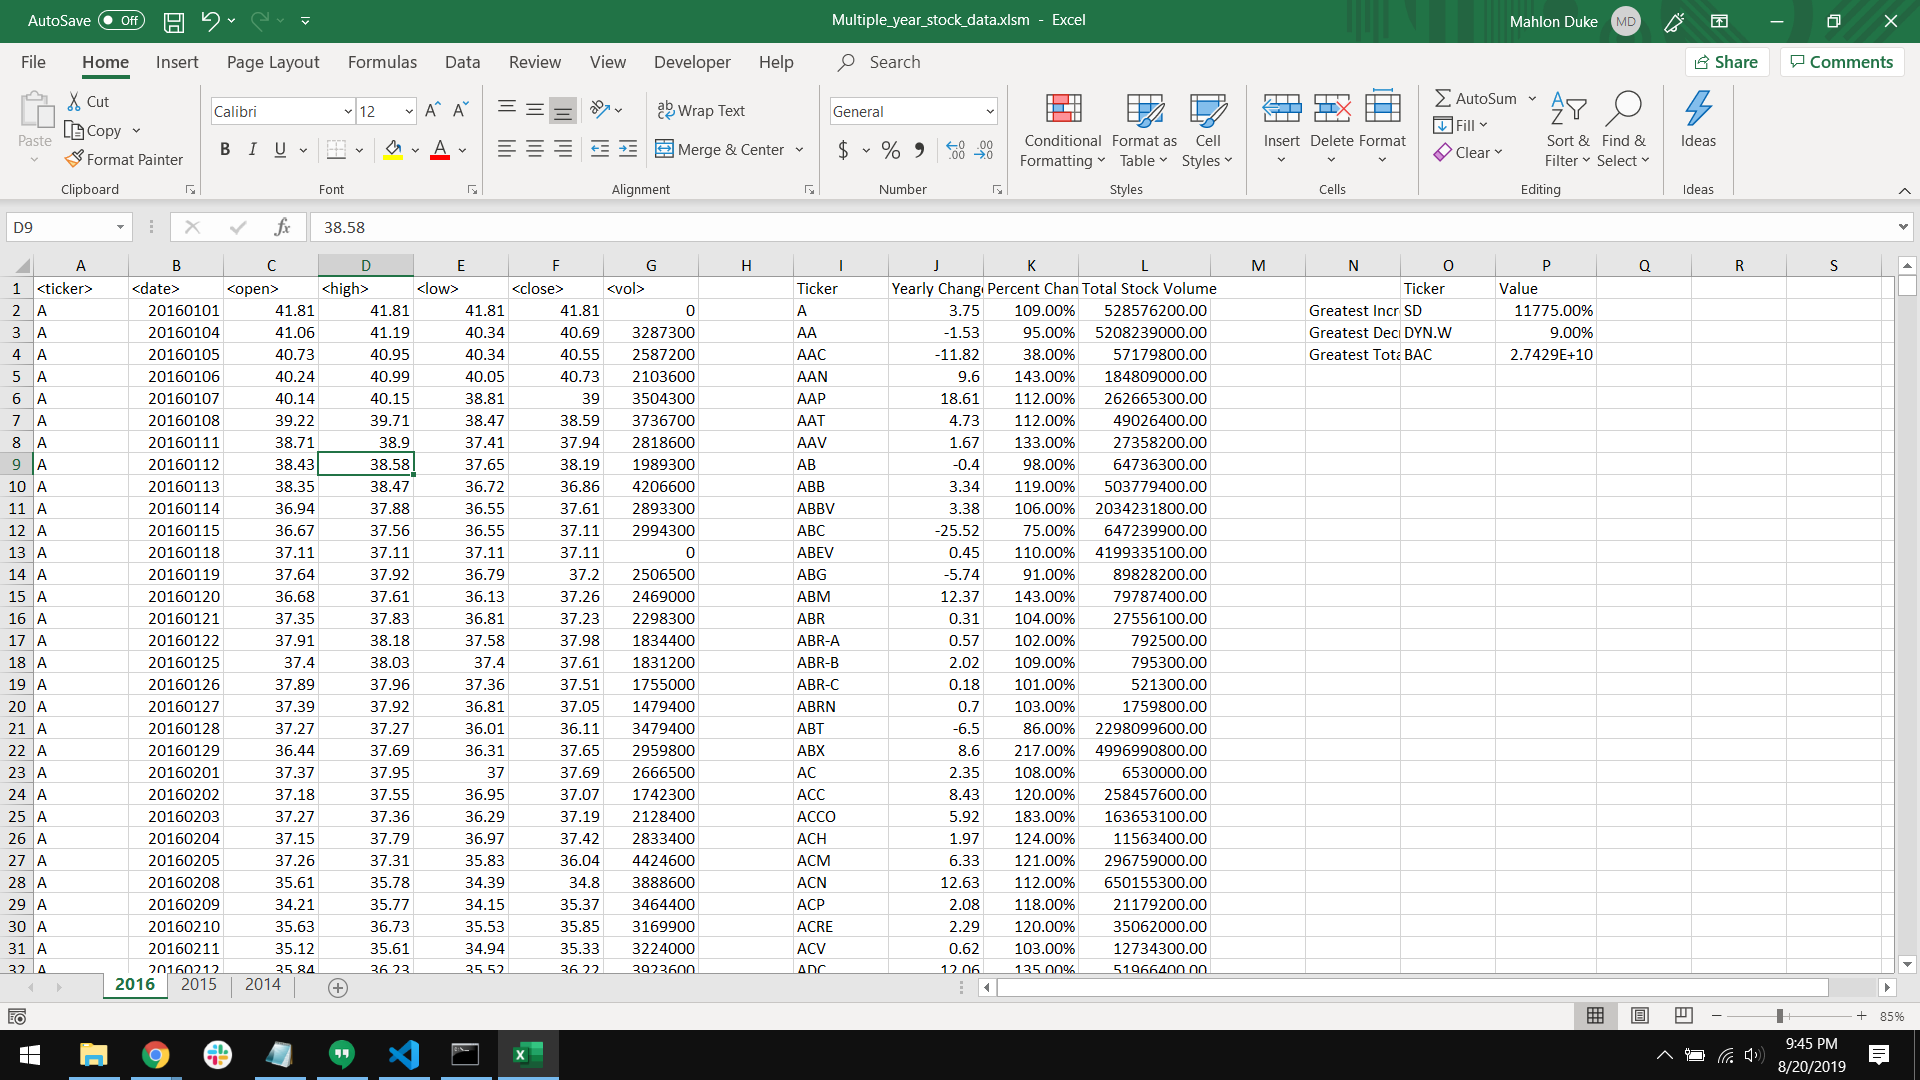 AutoSave Off
Multiple_year_stock_data.xlsm - Excel
Mahlon Duke MD
File Home Insert Page Layout Formulas Data Review View Developer Help Search Share Comments
Paste Cut Copy Format Painter Clipboard
Calibri 12 B I U A Font
Wrap Text Merge & Center Alignment
General $ % Number
Conditional Formatting Format as Table Cell Styles Styles
Insert Delete Format Cells
AutoSum Fill Clear Sort & Filter Find & Select Editing
Ideas Ideas
D9 fx 38.58
A B C D E F G H I J K L M N O P Q R S
1 <ticker> <date> <open> <high> <low> <close> <vol> Ticker Yearly Change Percent Chan Total Stock Volume Ticker Value
2 A 20160101 41.81 41.81 41.81 41.81 0 A 3.75 109.00% 528576200.00 Greatest Incr SD 11775.00%
3 A 20160104 41.06 41.19 40.34 40.69 3287300 AA -1.53 95.00% 5208239000.00 Greatest Decr DYN.W 9.00%
4 A 20160105 40.73 40.95 40.34 40.55 2587200 AAC -11.82 38.00% 57179800.00 Greatest Tota BAC 2.7429E+10
5 A 20160106 40.24 40.99 40.05 40.73 2103600 AAN 9.6 143.00% 184809000.00
6 A 20160107 40.14 40.15 38.81 39 3504300 AAP 18.61 112.00% 262665300.00
7 A 20160108 39.22 39.71 38.47 38.59 3736700 AAT 4.73 112.00% 49026400.00
8 A 20160111 38.71 38.9 37.41 37.94 2818600 AAV 1.67 133.00% 27358200.00
9 A 20160112 38.43 38.58 37.65 38.19 1989300 AB -0.4 98.00% 64736300.00
10 A 20160113 38.35 38.47 36.72 36.86 4206600 ABB 3.34 119.00% 503779400.00
11 A 20160114 36.94 37.88 36.55 37.61 2893300 ABBV 3.38 106.00% 2034231800.00
12 A 20160115 36.67 37.56 36.55 37.11 2994300 ABC -25.52 75.00% 647239900.00
13 A 20160118 37.11 37.11 37.11 37.11 0 ABEV 0.45 110.00% 4199335100.00
14 A 20160119 37.64 37.92 36.79 37.2 2506500 ABG -5.74 91.00% 89828200.00
15 A 20160120 36.68 37.61 36.13 37.26 2469000 ABM 12.37 143.00% 79787400.00
16 A 20160121 37.35 37.83 36.81 37.23 2298300 ABR 0.31 104.00% 27556100.00
17 A 20160122 37.91 38.18 37.58 37.98 1834400 ABR-A 0.57 102.00% 792500.00
18 A 20160125 37.4 38.03 37.4 37.61 1831200 ABR-B 2.02 109.00% 795300.00
19 A 20160126 37.89 37.96 37.36 37.51 1755000 ABR-C 0.18 101.00% 521300.00
20 A 20160127 37.39 37.92 36.81 37.05 1479400 ABRN 0.7 103.00% 1759800.00
21 A 20160128 37.27 37.27 36.01 36.11 3479400 ABT -6.5 86.00% 2298099600.00
22 A 20160129 36.44 37.69 36.31 37.65 2959800 ABX 8.6 217.00% 4996990800.00
23 A 20160201 37.37 37.95 37 37.69 2666500 AC 2.35 108.00% 6530000.00
24 A 20160202 37.18 37.55 36.95 37.07 1742300 ACC 8.43 120.00% 258457600.00
25 A 20160203 37.27 37.36 36.29 37.19 2128400 ACCO 5.92 183.00% 163653100.00
26 A 20160204 37.15 37.79 36.97 37.42 2833400 ACH 1.97 124.00% 11563400.00
27 A 20160205 37.26 37.31 35.83 36.04 4424600 ACM 6.33 121.00% 296759000.00
28 A 20160208 35.61 35.78 34.39 34.8 3888600 ACN 12.63 112.00% 650155300.00
29 A 20160209 34.21 35.77 34.15 35.37 3464400 ACP 2.08 118.00% 21179200.00
30 A 20160210 35.63 36.73 35.53 35.85 3169900 ACRE 2.29 120.00% 35062000.00
31 A 20160211 35.12 35.61 34.94 35.33 3224000 ACV 0.62 103.00% 12734300.00
32 A 20160212 35.84 36.23 35.52 36.22 3923600 ADC 12.06 135.00% 51966400.00
2016 2015 2014
85%
9:45 PM
8/20/2019